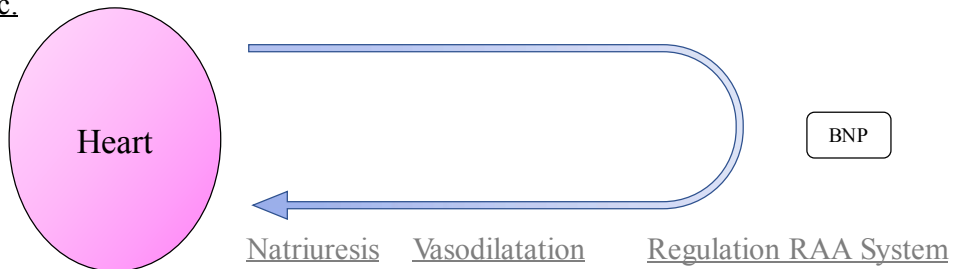 c.
Heart
BNP
Natriuresis Vasodilatation Regulation RAA System